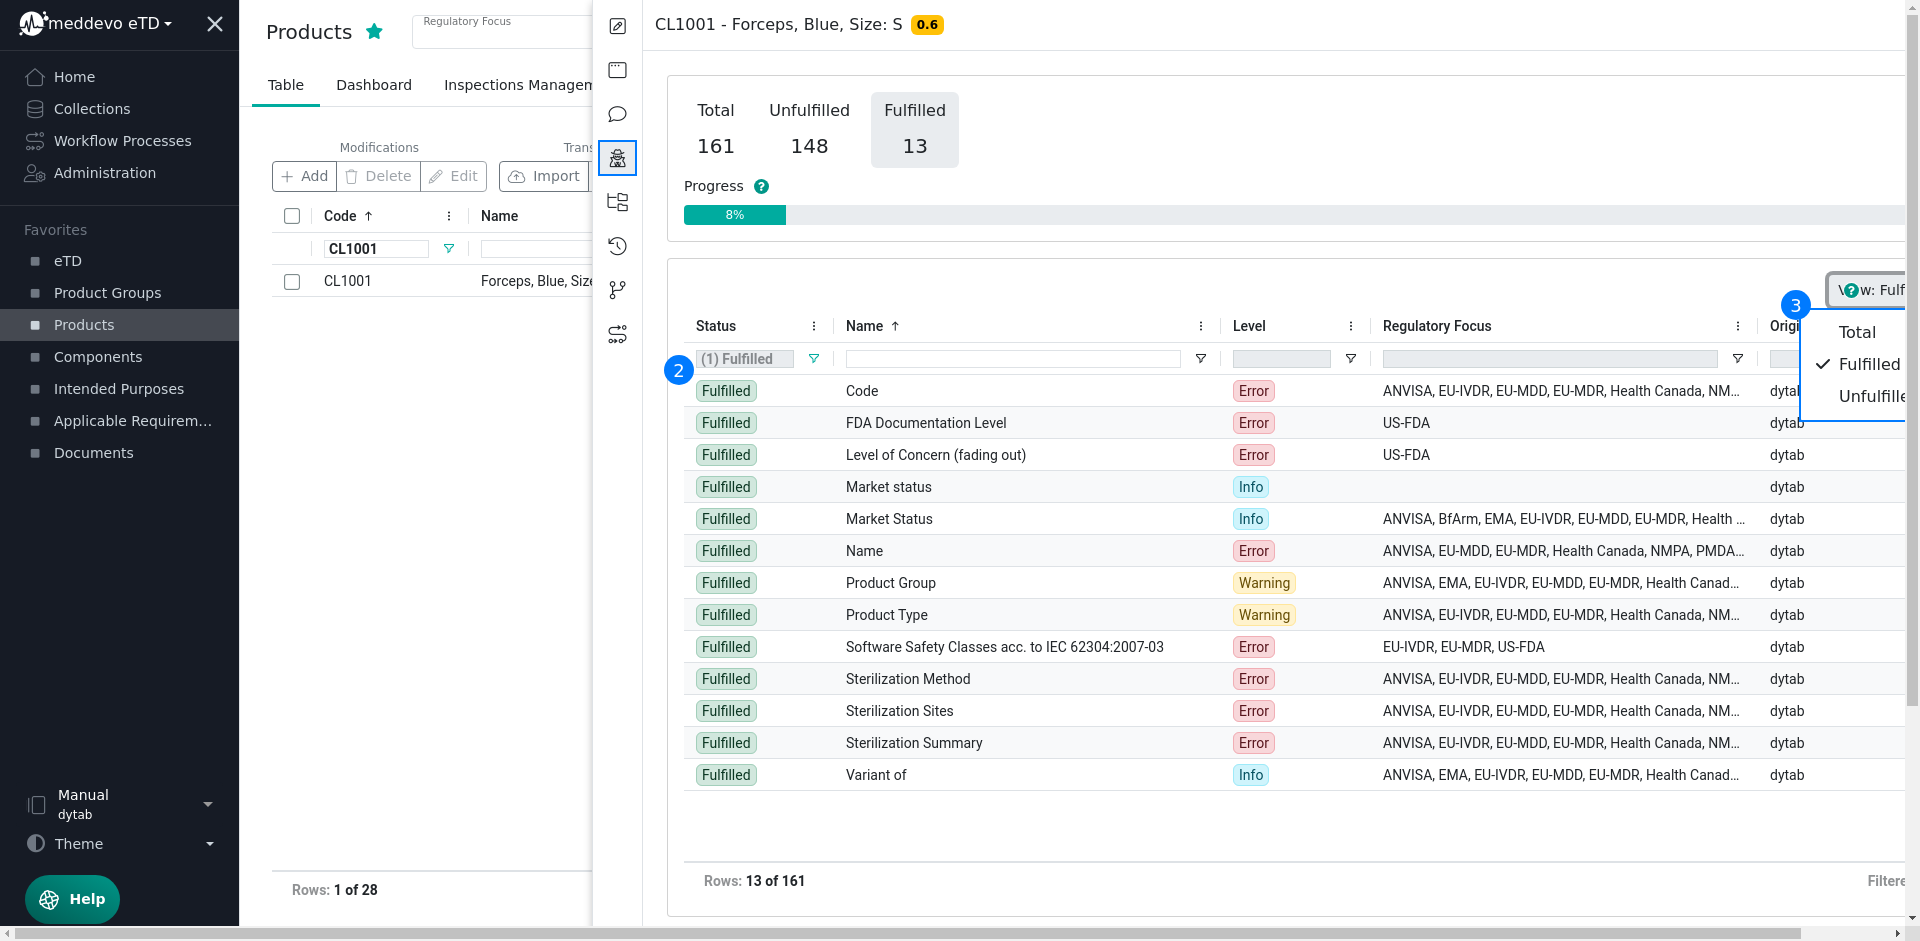 meddevo eTD
Home
Collections
Workflow Processes
Administration
Favorites
eTD
Product Groups
Products
Components
Intended Purposes
Applicable Requirem...
Documents
Manual
dytab
Theme
Help
Products
Regulatory Focus
Table Dashboard Inspections Managem
Modifications Trans
Add Delete Edit Import
Code Name
CL1001
CL1001 Forceps, Blue, Size
Rows: 1 of 28
CL1001 - Forceps, Blue, Size: S 0.6
Total Unfulfilled Fulfilled
161 148 13
Progress ?
8%
? w: Fulf
3
Total
Fulfilled
Unfulfille
Status Name Level Regulatory Focus Origi
(1) Fulfilled
2
Fulfilled Code Error ANVISA, EU-IVDR, EU-MDD, EU-MDR, Health Canada, NM... dytab
Fulfilled FDA Documentation Level Error US-FDA dytab
Fulfilled Level of Concern (fading out) Error US-FDA dytab
Fulfilled Market status Info dytab
Fulfilled Market Status Info ANVISA, BfArm, EMA, EU-IVDR, EU-MDD, EU-MDR, Health ... dytab
Fulfilled Name Error ANVISA, EU-MDD, EU-MDR, Health Canada, NMPA, PMDA... dytab
Fulfilled Product Group Warning ANVISA, EMA, EU-IVDR, EU-MDD, EU-MDR, Health Canad... dytab
Fulfilled Product Type Warning ANVISA, EU-IVDR, EU-MDD, EU-MDR, Health Canada, NM... dytab
Fulfilled Software Safety Classes acc. to IEC 62304:2007-03 Error EU-IVDR, EU-MDR, US-FDA dytab
Fulfilled Sterilization Method Error ANVISA, EU-IVDR, EU-MDD, EU-MDR, Health Canada, NM... dytab
Fulfilled Sterilization Sites Error ANVISA, EU-IVDR, EU-MDD, EU-MDR, Health Canada, NM... dytab
Fulfilled Sterilization Summary Error ANVISA, EU-IVDR, EU-MDD, EU-MDR, Health Canada, NM... dytab
Fulfilled Variant of Info ANVISA, EMA, EU-IVDR, EU-MDD, EU-MDR, Health Canad... dytab
Rows: 13 of 161 Filtere